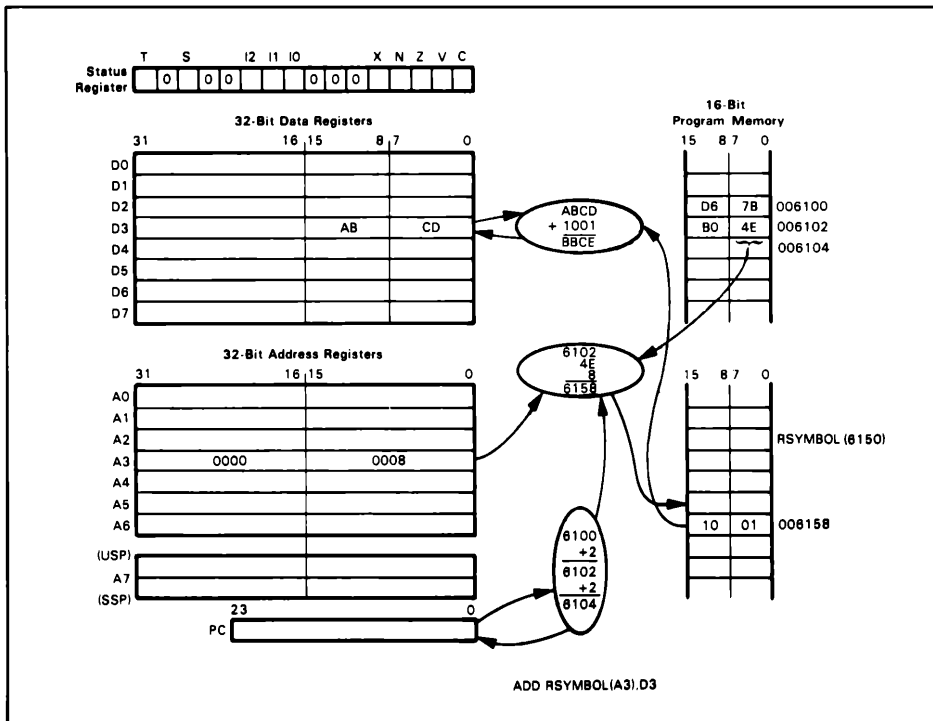 T S I2 I1 I0 X N Z V C
Status
Register
0 0 0 0 0 0
32-Bit Data Registers
31 16 15 8 7 0
D0
D1
D2
D3 AB CD
D4
D5
D6
D7
ABCD
+ 1001
BBCE
16-Bit
Program Memory
15 8 7 0
D6 7B 006100
B0 4E 006102
006104
32-Bit Address Registers
31 16 15 0
A0
A1
A2
A3 0000 0008
A4
A5
A6
(USP)
A7
(SSP)
6102
4E
8
6158
15 8 7 0
RSYMBOL (6150)
10 01 006158
6100
+2
6102
+2
6104
23 0
PC
ADD RSYMBOL(A3),D3